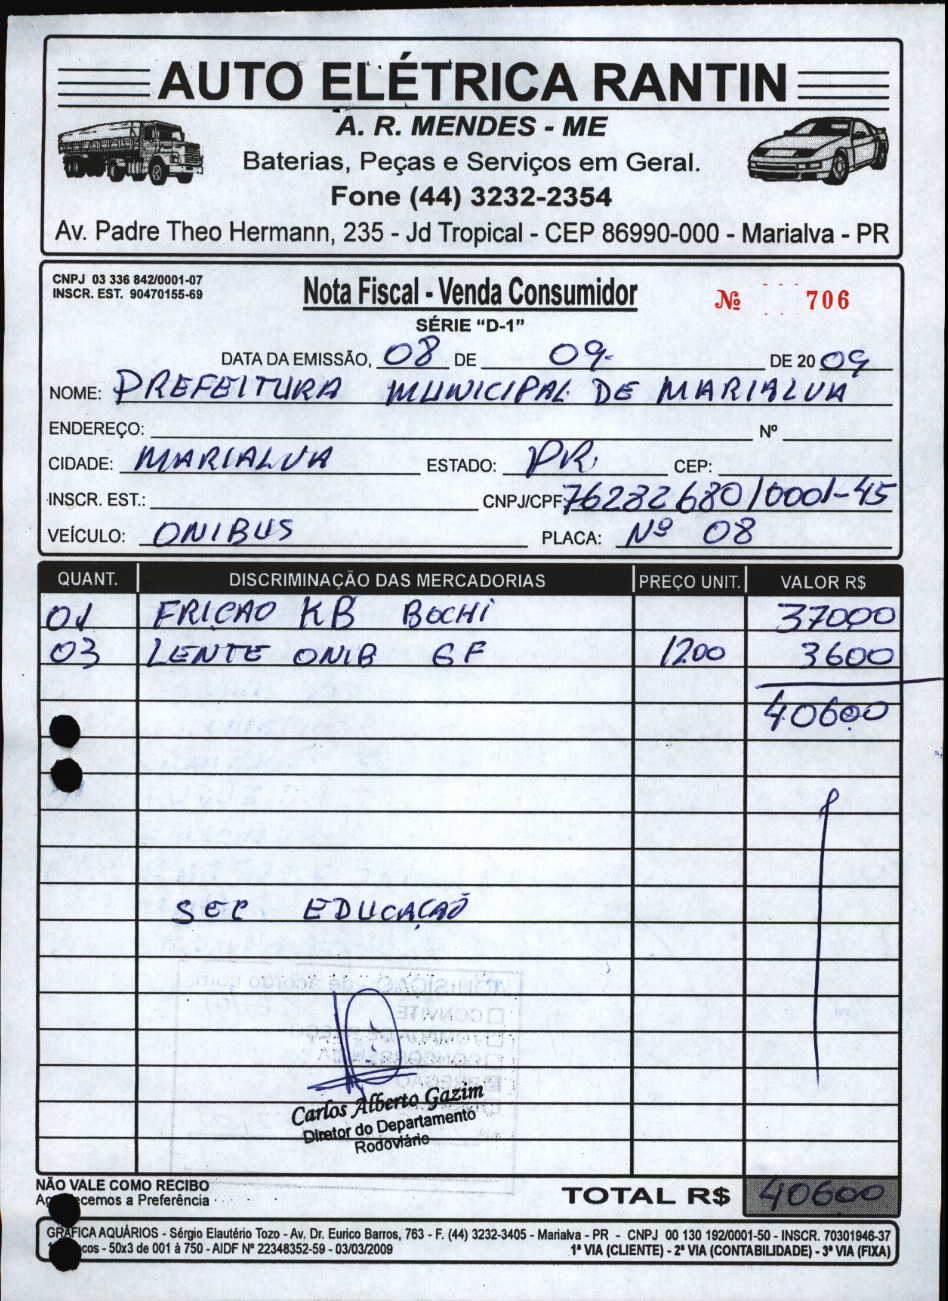 AUTO ELÉTRICA RANTIN
A. R. MENDES - ME
Baterias, Peças e Serviços em Geral.
Fone (44) 3232-2354
Av. Padre Theo Hermann, 235 - Jd Tropical - CEP 86990-000 - Marialva - PR
CNPJ 03 336 842/0001-07
INSCR. EST. 90470155-69
Nota Fiscal - Venda Consumidor
Nº 706
SÉRIE "D-1"
DATA DA EMISSÃO, 08 DE 09 DE 2009
NOME: PREFEITURA MUNICIPAL DE MARIALVA
ENDEREÇO: Nº
CIDADE: MARIALVA ESTADO: PR. CEP:
INSCR. EST.: CNPJ/CPF: 76282680/0001-45
VEÍCULO: ONIBUS PLACA: Nº 08
QUANT. DISCRIMINAÇÃO DAS MERCADORIAS PREÇO UNIT. VALOR R$
01 FRICAO KB BOCHI 37000
03 LENTE ONIB GF 1200 3600
40600
SEC EDUCAÇAÕ
Carlos Alberto Gazim
Diretor do Departamento
Rodoviário
NÃO VALE COMO RECIBO
a Preferência
TOTAL R$ 40600
GRÁFICA AQUÁRIOS - Sérgio Elautério Tozo - Av. Dr. Eurico Barros, 763 - F. (44) 3232-3405 - Marialva - PR - CNPJ 00 130 192/0001-50 - INSCR. 70301946-37
50x3 de 001 à 750 - AIDF Nº 22348352-59 - 03/03/2009
1ª VIA (CLIENTE) - 2ª VIA (CONTABILIDADE) - 3ª VIA (FIXA)